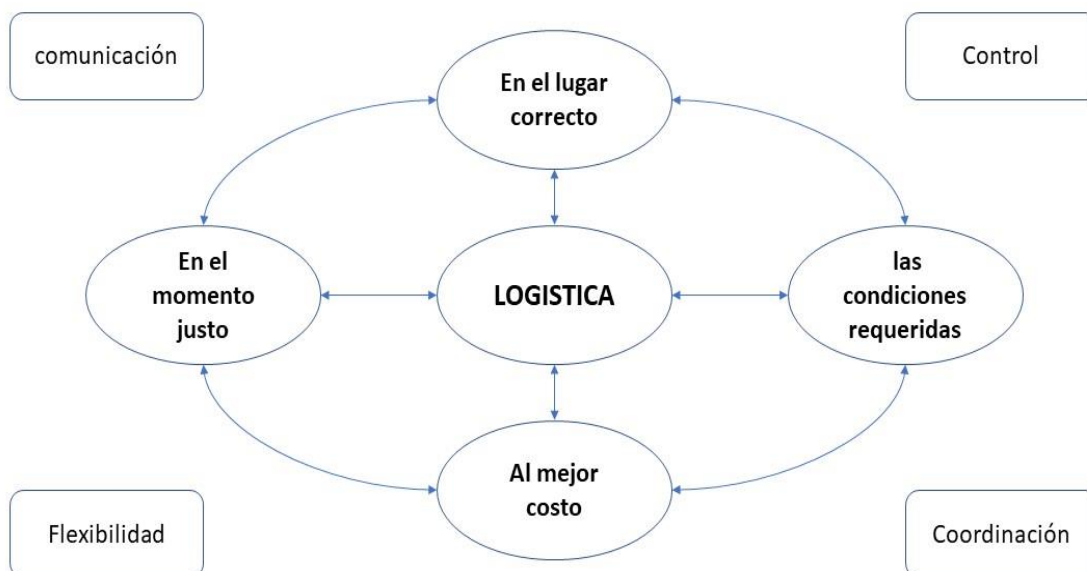 comunicación
Control
En el lugar
correcto
En el
momento
justo
LOGISTICA
las
condiciones
requeridas
Al mejor
costo
Flexibilidad
Coordinación